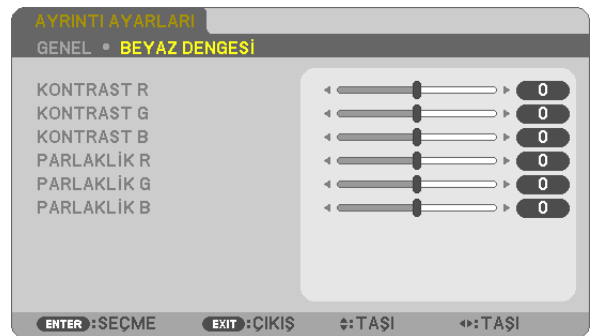 AYRINTI AYARLARI
GENEL • BEYAZ DENGESİ
KONTRAST R 0
KONTRAST G 0
KONTRAST B 0
PARLAKLİK R 0
PARLAKLİK G 0
PARLAKLİK B 0
ENTER :SEÇME EXIT :ÇIKIŞ :TAŞI :TAŞI